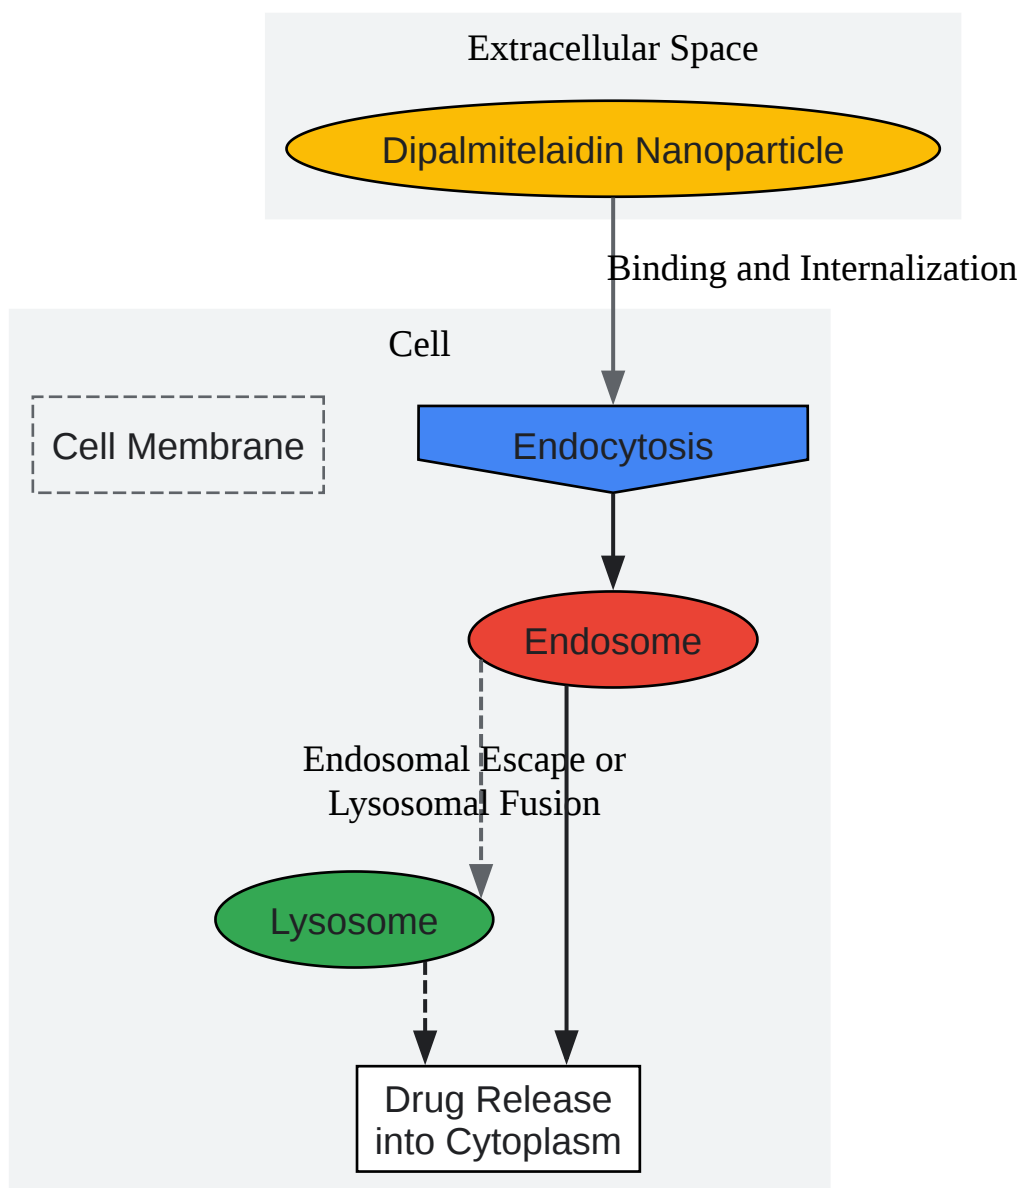 Extracellular Space
Dipalmitelaidin Nanoparticle
Binding and Internalization
Cell
Cell Membrane
Endocytosis
Endosome
Endosomal Escape or
Lysosomal Fusion
Lysosome
Drug Release
into Cytoplasm